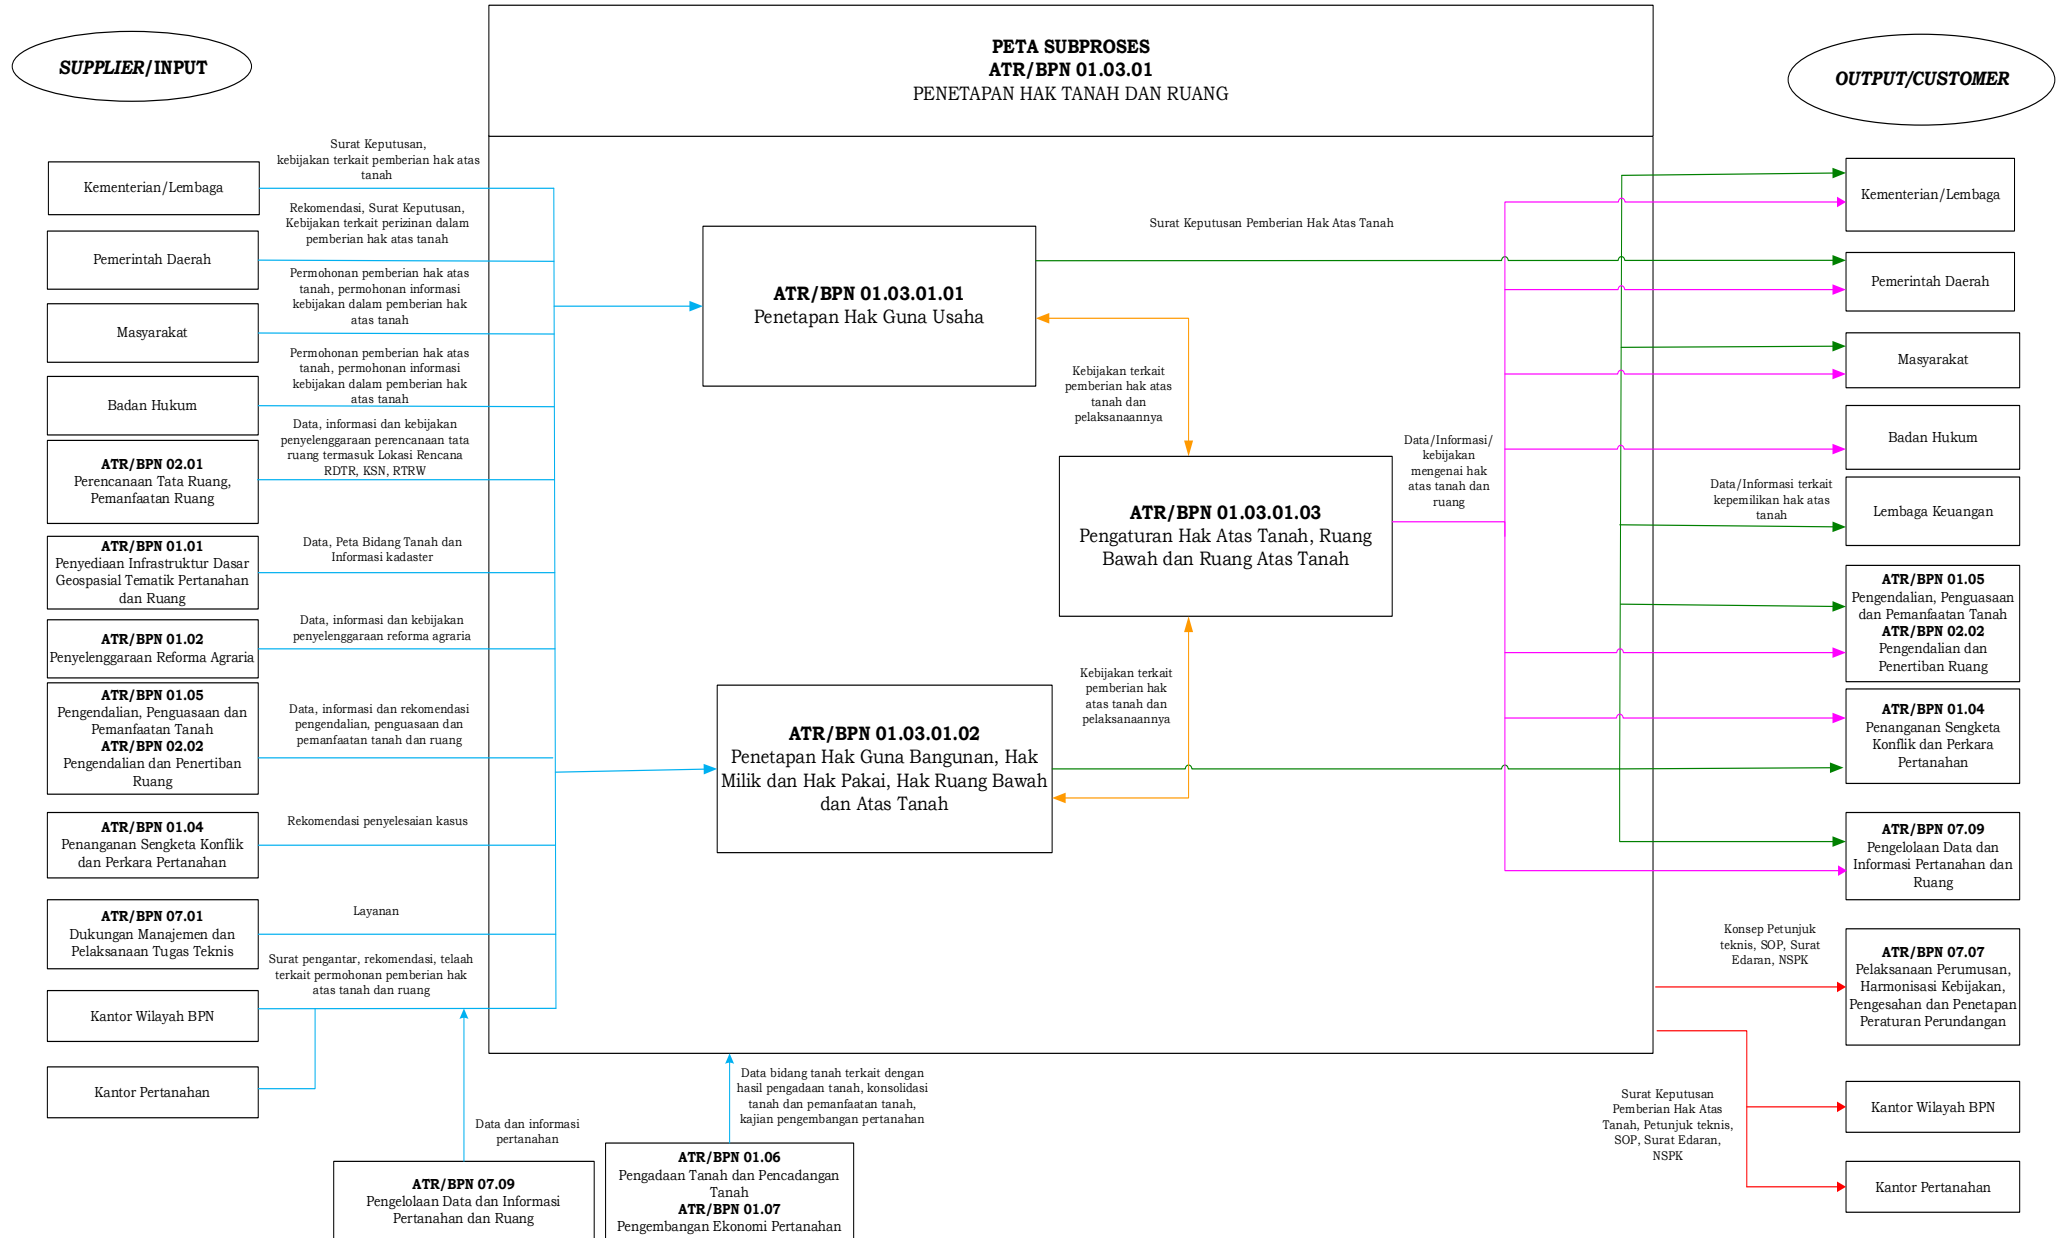 SUPPLIER/INPUT
PETA SUBPROSES
ATR/BPN 01.03.01
PENETAPAN HAK TANAH DAN RUANG
OUTPUT/CUSTOMER
Kementerian/Lembaga
Surat Keputusan,
kebijakan terkait pemberian hak atas
tanah
Pemerintah Daerah
Rekomendasi, Surat Keputusan,
Kebijakan terkait perizinan dalam
pemberian hak atas tanah
Masyarakat
Permohonan pemberian hak atas
tanah, permohonan informasi
kebijakan dalam pemberian hak
atas tanah
Badan Hukum
Permohonan pemberian hak atas
tanah, permohonan informasi
kebijakan dalam pemberian hak
atas tanah
ATR/BPN 02.01
Perencanaan Tata Ruang,
Pemanfaatan Ruang
Data, informasi dan kebijakan
penyelenggaraan perencanaan tata
ruang termasuk Lokasi Rencana
RDTR, KSN, RTRW
ATR/BPN 01.01
Penyediaan Infrastruktur Dasar
Geospasial Tematik Pertanahan
dan Ruang
Data, Peta Bidang Tanah dan
Informasi kadaster
ATR/BPN 01.02
Penyelenggaraan Reforma Agraria
Data, informasi dan kebijakan
penyelenggaraan reforma agraria
ATR/BPN 01.05
Pengendalian, Penguasaan dan
Pemanfaatan Tanah
ATR/BPN 02.02
Pengendalian dan Penertiban
Ruang
Data, informasi dan rekomendasi
pengendalian, penguasaan dan
pemanfaatan tanah dan ruang
ATR/BPN 01.04
Penanganan Sengketa Konflik
dan Perkara Pertanahan
Rekomendasi penyelesaian kasus
ATR/BPN 07.01
Dukungan Manajemen dan
Pelaksanaan Tugas Teknis
Layanan
Kantor Wilayah BPN
Surat pengantar, rekomendasi, telaah
terkait permohonan pemberian hak
atas tanah dan ruang
Kantor Pertanahan
Data dan informasi
pertanahan
ATR/BPN 07.09
Pengelolaan Data dan Informasi
Pertanahan dan Ruang
Data bidang tanah terkait dengan
hasil pengadaan tanah, konsolidasi
tanah dan pemanfaatan tanah,
kajian pengembangan pertanahan
ATR/BPN 01.06
Pengadaan Tanah dan Pencadangan
Tanah
ATR/BPN 01.07
Pengembangan Ekonomi Pertanahan
ATR/BPN 01.03.01.01
Penetapan Hak Guna Usaha
Surat Keputusan Pemberian Hak Atas Tanah
Kebijakan terkait
pemberian hak atas
tanah dan
pelaksanaannya
ATR/BPN 01.03.01.03
Pengaturan Hak Atas Tanah, Ruang
Bawah dan Ruang Atas Tanah
Data/Informasi/
kebijakan
mengenai hak
atas tanah dan
ruang
Kebijakan terkait
pemberian hak
atas tanah dan
pelaksanaannya
ATR/BPN 01.03.01.02
Penetapan Hak Guna Bangunan, Hak
Milik dan Hak Pakai, Hak Ruang Bawah
dan Atas Tanah
Kementerian/Lembaga
Pemerintah Daerah
Masyarakat
Badan Hukum
Data/Informasi terkait
kepemilikan hak atas
tanah
Lembaga Keuangan
ATR/BPN 01.05
Pengendalian, Penguasaan
dan Pemanfaatan Tanah
ATR/BPN 02.02
Pengendalian dan
Penertiban Ruang
ATR/BPN 01.04
Penanganan Sengketa
Konflik dan Perkara
Pertanahan
ATR/BPN 07.09
Pengelolaan Data dan
Informasi Pertanahan dan
Ruang
Konsep Petunjuk
teknis, SOP, Surat
Edaran, NSPK
ATR/BPN 07.07
Pelaksanaan Perumusan,
Harmonisasi Kebijakan,
Pengesahan dan Penetapan
Peraturan Perundangan
Surat Keputusan
Pemberian Hak Atas
Tanah, Petunjuk teknis,
SOP, Surat Edaran,
NSPK
Kantor Wilayah BPN
Kantor Pertanahan